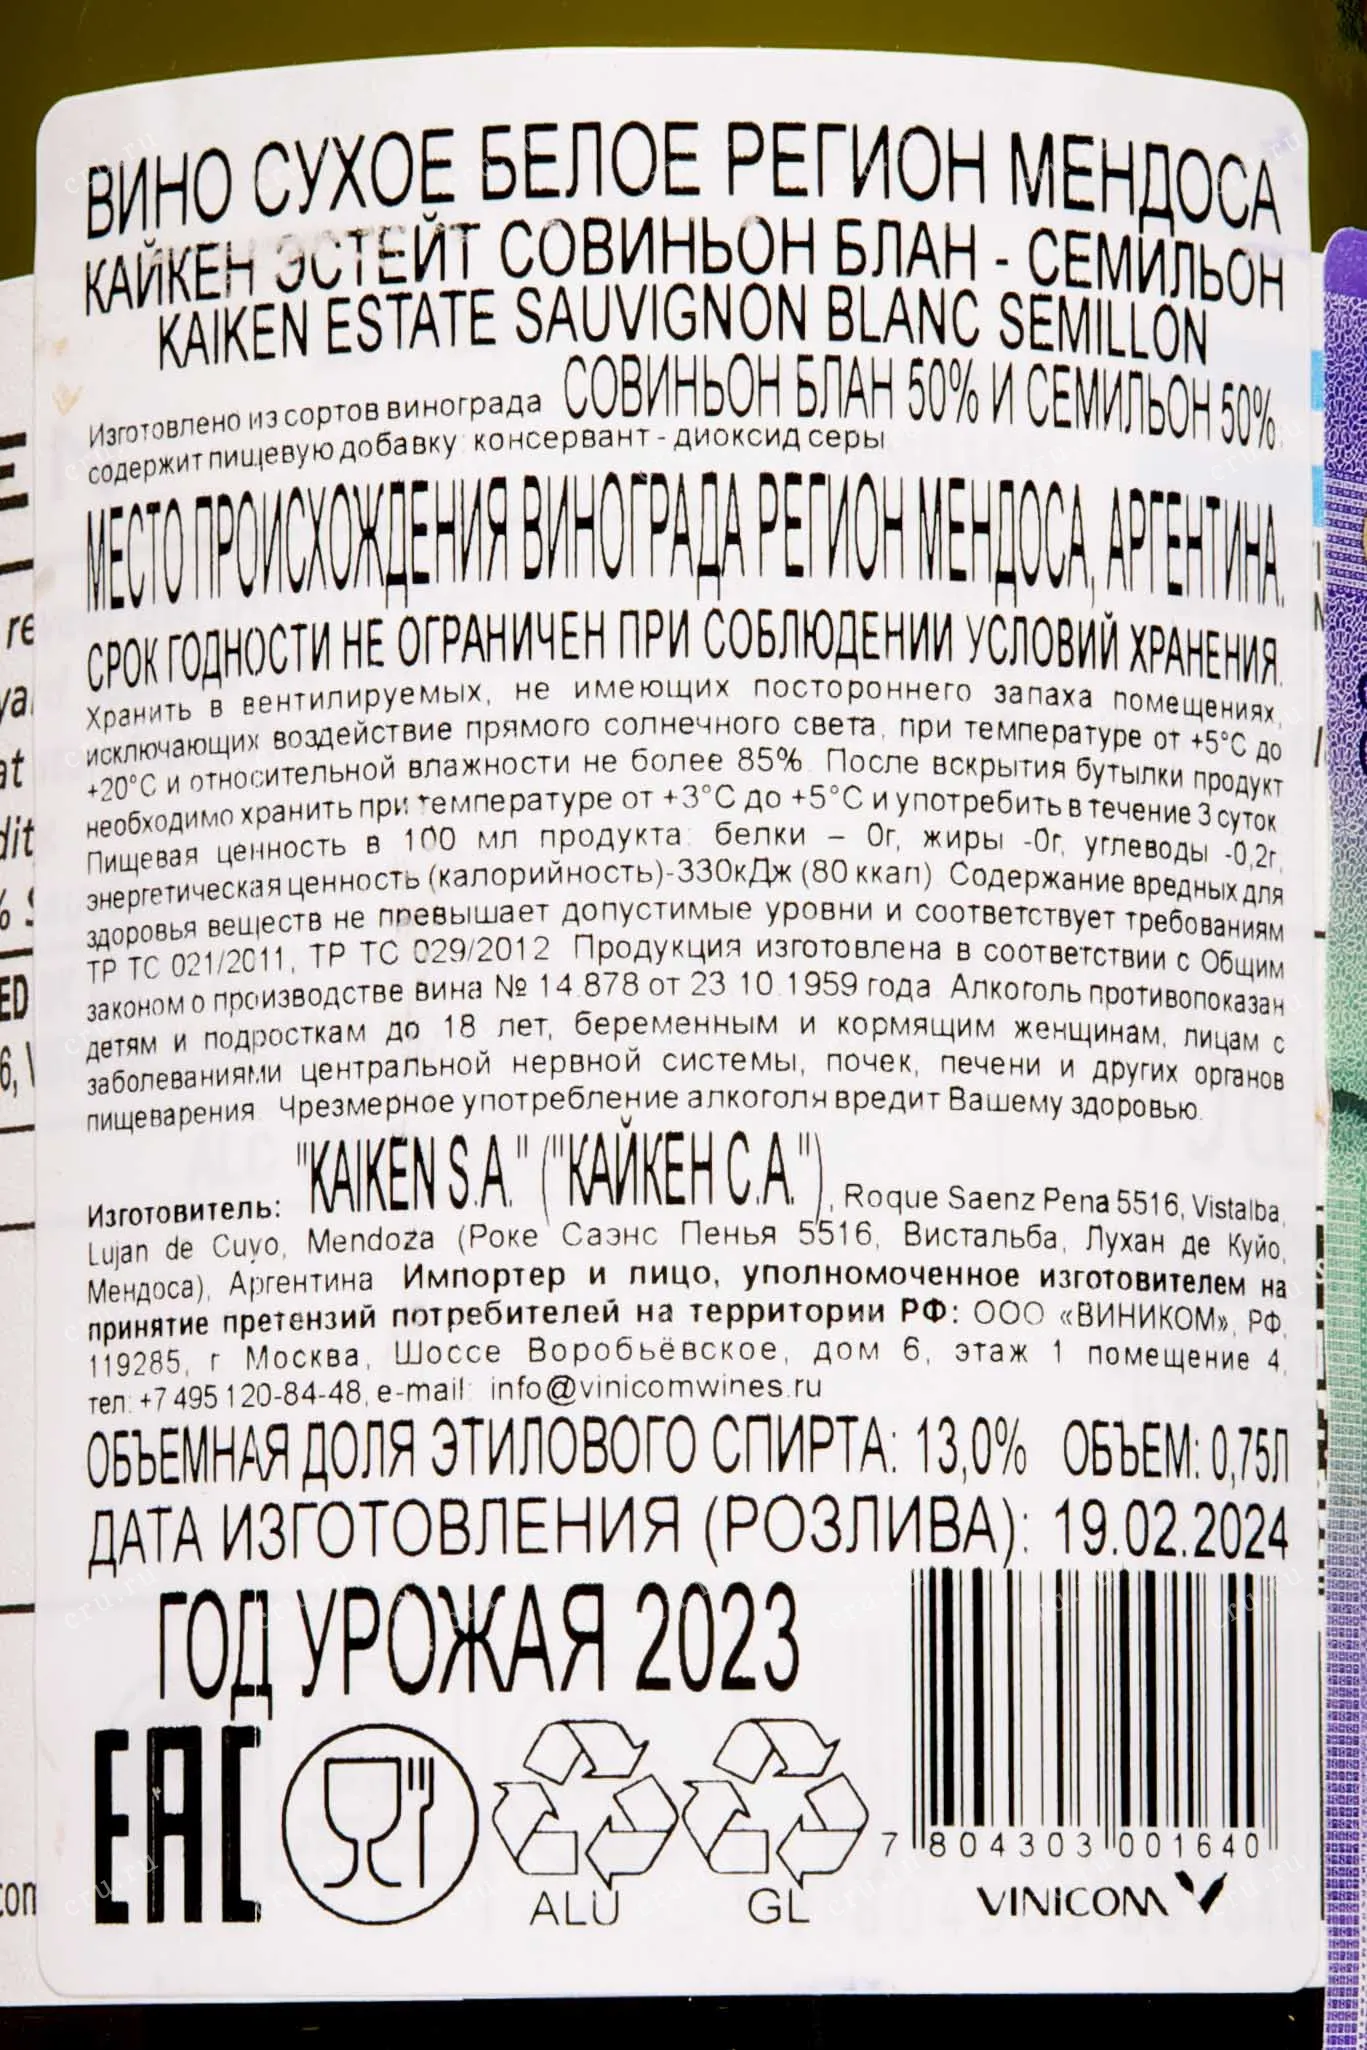 ВИНО СУХОЕ БЕЛОЕ РЕГИОН МЕНДОСА
КАЙКЕН ЭСТЕЙТ СОВИНЬОН БЛАН - СЕМИЛЬОН
KAIKEN ESTATE SAUVIGNON BLANC SEMILLON
Изготовлено из сортов винограда СОВИНЬОН БЛАН 50% И СЕМИЛЬОН 50%,
содержит пищевую добавку: консервант - диоксид серы
МЕСТО ПРОИСХОЖДЕНИЯ ВИНОГРАДА РЕГИОН МЕНДОСА, АРГЕНТИНА.
СРОК ГОДНОСТИ НЕ ОГРАНИЧЕН ПРИ СОБЛЮДЕНИИ УСЛОВИЙ ХРАНЕНИЯ.
Хранить в вентилируемых, не имеющих постороннего запаха помещениях,
исключающих воздействие прямого солнечного света, при температуре от +5°С до
+20°С и относительной влажности не более 85%. После вскрытия бутылки продукт
необходимо хранить при температуре от +3°С до +5°С и употребить в течение 3 суток
Пищевая ценность в 100 мл продукта: белки – 0г, жиры -0г, углеводы -0,2г,
энергетическая ценность (калорийность)-330кДж (80 ккал) Содержание вредных для
здоровья веществ не превышает допустимые уровни и соответствует требованиям
ТР ТС 021/2011, ТР ТС 029/2012 Продукция изготовлена в соответствии с Общим
законом о производстве вина № 14.878 от 23.10.1959 года. Алкоголь противопоказан
детям и подросткам до 18 лет, беременным и кормящим женщинам, лицам с
заболеваниями центральной нервной системы, почек, печени и других органов
пищеварения. Чрезмерное употребление алкоголя вредит Вашему здоровью.
Изготовитель: "KAIKEN S.A." ("КАЙКЕН С.А."), Roque Saenz Pena 5516, Vistalba,
Lujan de Cuyo, Mendoza (Роке Саэнс Пенья 5516, Вистальба, Лухан де Куйо,
Мендоса), Аргентина Импортер и лицо, уполномоченное изготовителем на
принятие претензий потребителей на территории РФ: ООО «ВИНИКОМ», РФ,
119285, г Москва, Шоссе Воробьёвское, дом 6, этаж 1 помещение 4,
тел: +7 495 120-84-48, e-mail: info@vinicomwines.ru
ОБЪЕМНАЯ ДОЛЯ ЭТИЛОВОГО СПИРТА: 13,0% ОБЪЕМ: 0,75Л
ДАТА ИЗГОТОВЛЕНИЯ (РОЗЛИВА): 19.02.2024
ГОД УРОЖАЯ 2023
EAC
ALU GL
7 804303 001640
VINICOM